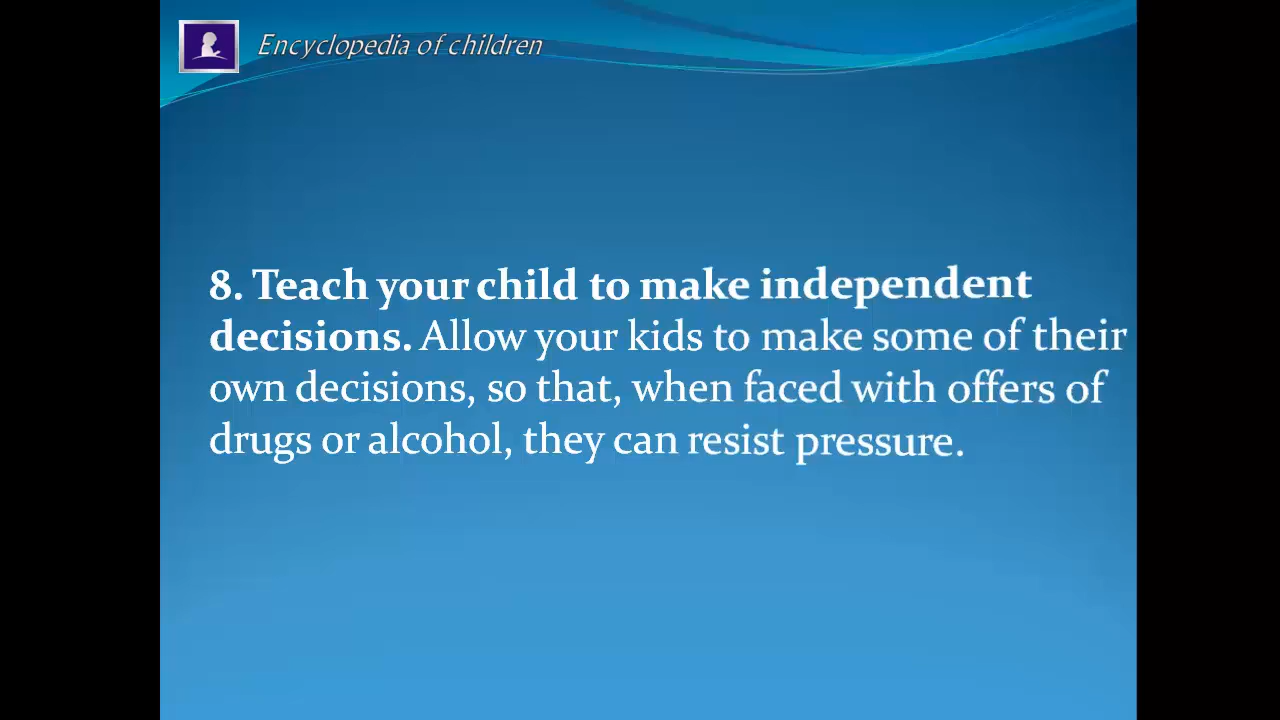 Encyclopedia of children
8. Teach your child to make independent
decisions. Allow your kids to make some of their
own decisions, so that, when faced with offers of
drugs or alcohol, they can resist pressure.